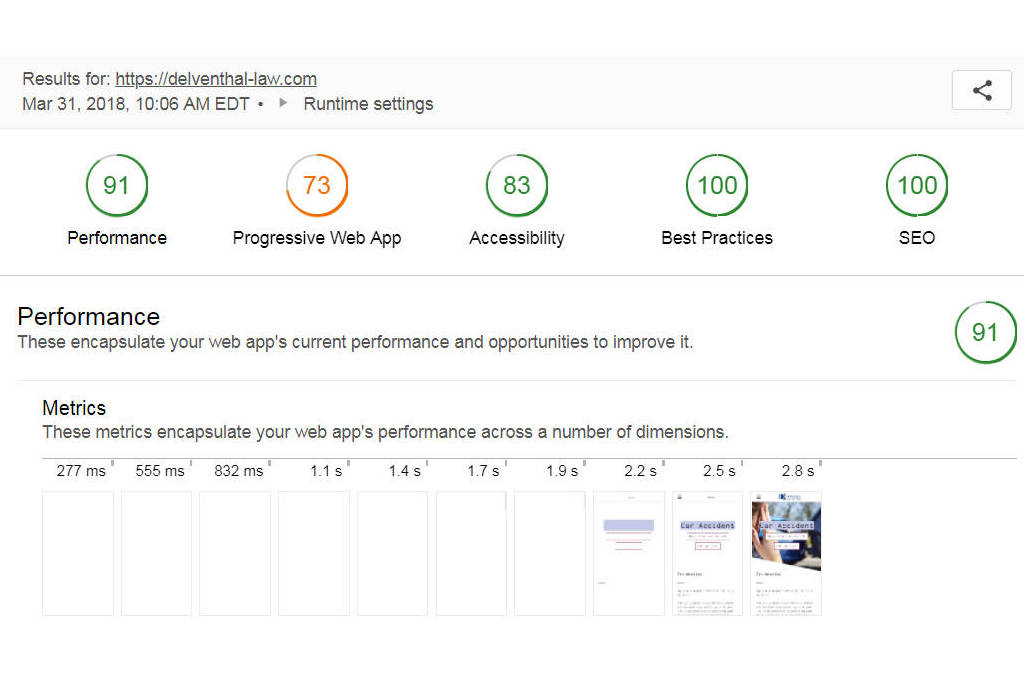 Results for: https://delventhal-law.com
Mar 31, 2018, 10:06 AM EDT • Runtime settings
91 73 83 100 100
Performance Progressive Web App Accessibility Best Practices SEO
Performance
These encapsulate your web app's current performance and opportunities to improve it.
91
Metrics
These metrics encapsulate your web app's performance across a number of dimensions.
277 ms 555 ms 832 ms 1.1 s 1.4 s 1.7 s 1.9 s 2.2 s 2.5 s 2.8 s
Car Accident Car Accident